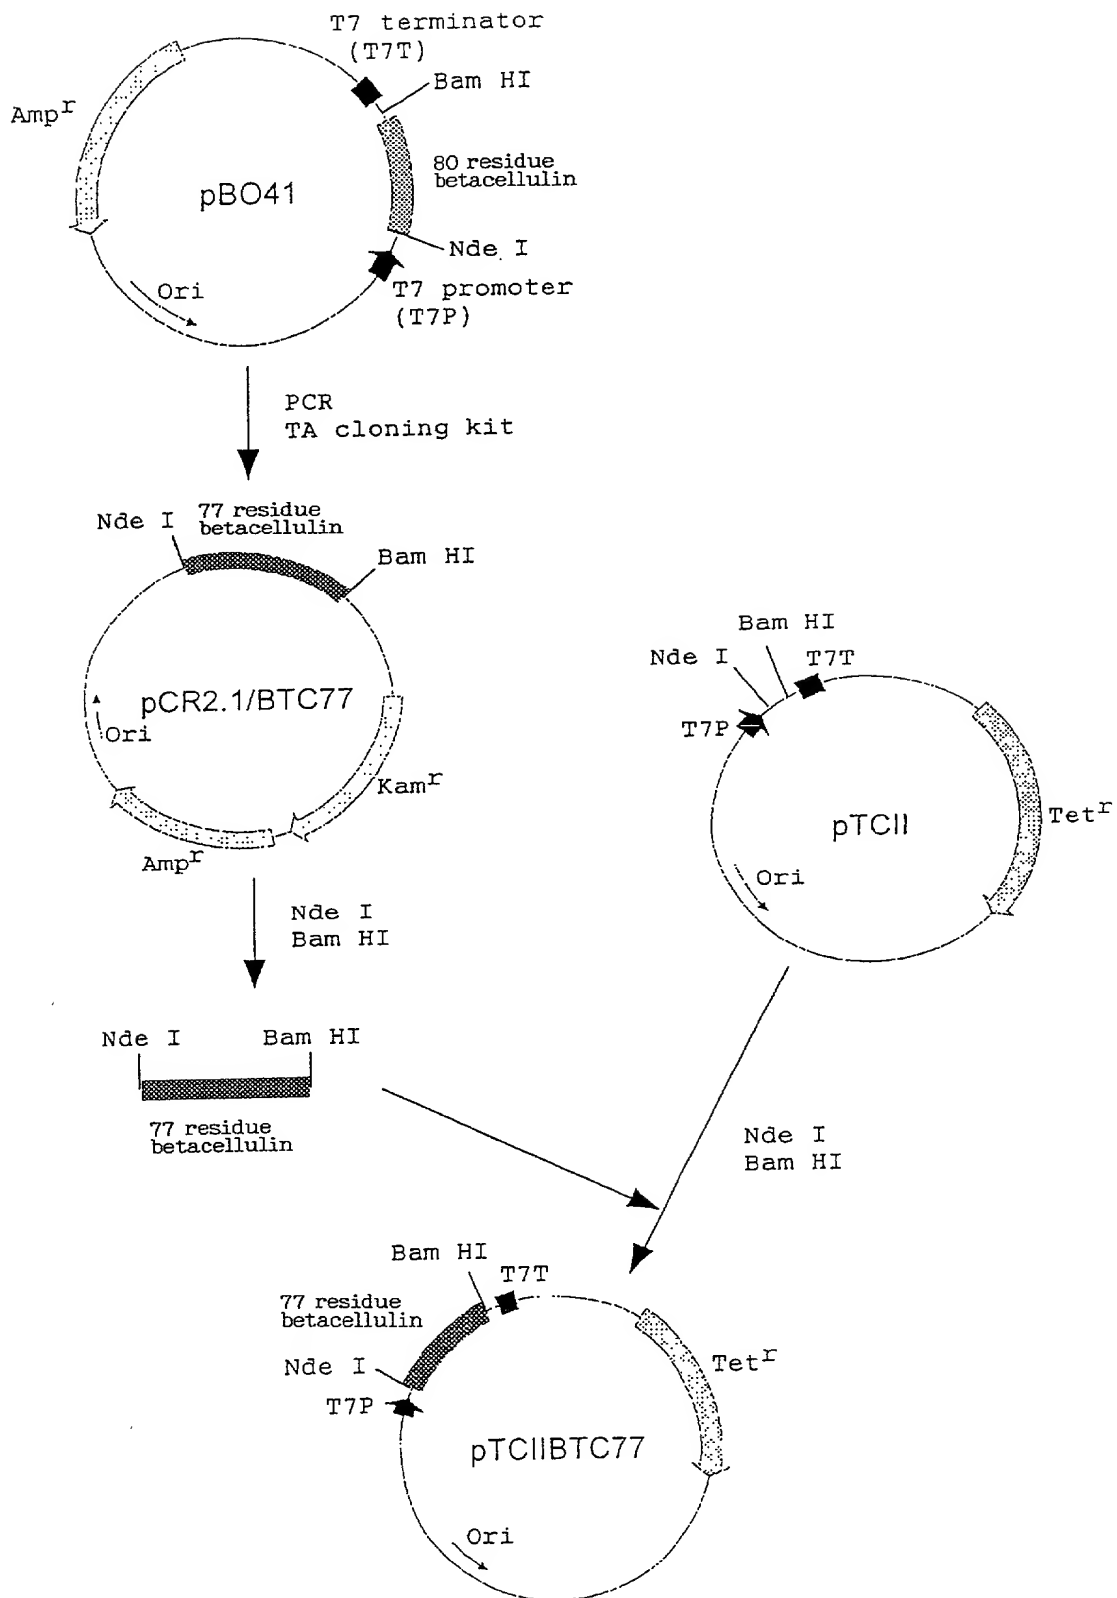 T7 terminator
(T7T)
Bam HI
Amp^r
80 residue
betacellulin
pBO41
Nde I
Ori
T7 promoter
(T7P)
PCR
TA cloning kit
77 residue
betacellulin
Nde I
Bam HI
pCR2.1/BTC77
Ori
Kam^r
Amp^r
Bam HI
Nde I
T7T
T7P
pTCII
Tet^r
Ori
Nde I
Bam HI
Nde I
Bam HI
77 residue
betacellulin
Nde I
Bam HI
Bam HI
T7T
77 residue
betacellulin
Nde I
T7P
Tet^r
pTCIIBTC77
Ori